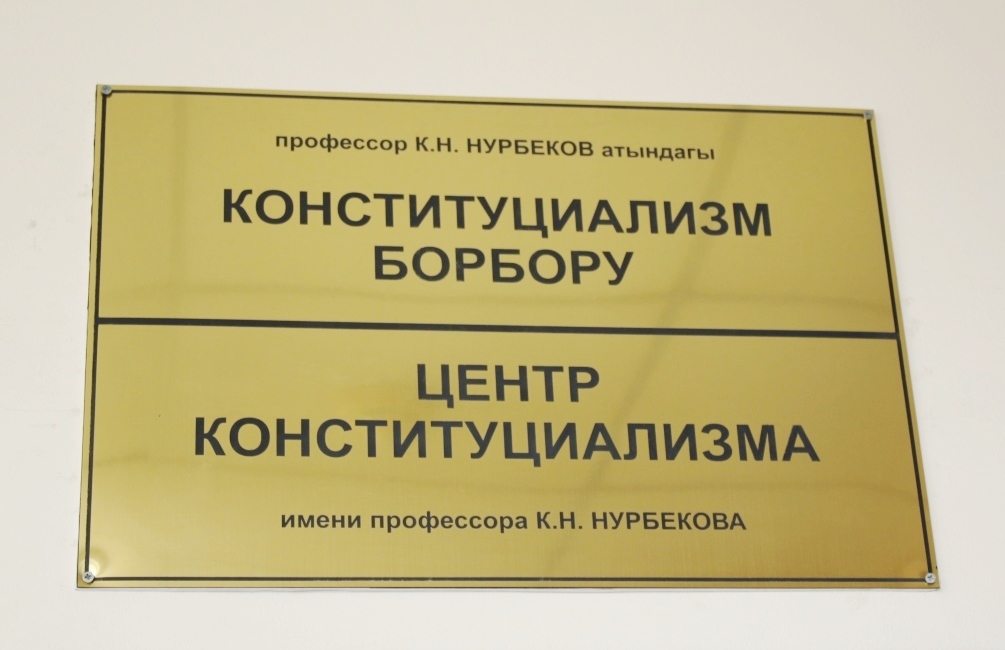 профессор К.Н. НУРБЕКОВ атындагы
КОНСТИТУЦИАЛИЗМ
БОРБОРУ
ЦЕНТР
КОНСТИТУЦИАЛИЗМА
имени профессора К.Н. НУРБЕКОВА